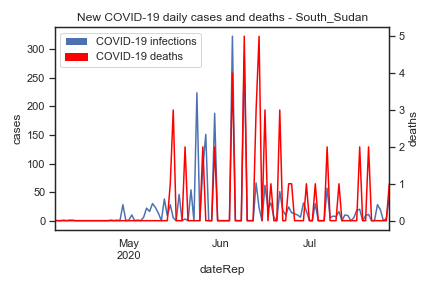 New COVID-19 daily cases and deaths - South_Sudan
COVID-19 infections
COVID-19 deaths
300
250
200
150
100
50
0
cases
5
4
3
2
1
0
deaths
May
2020
Jun
Jul
dateRep